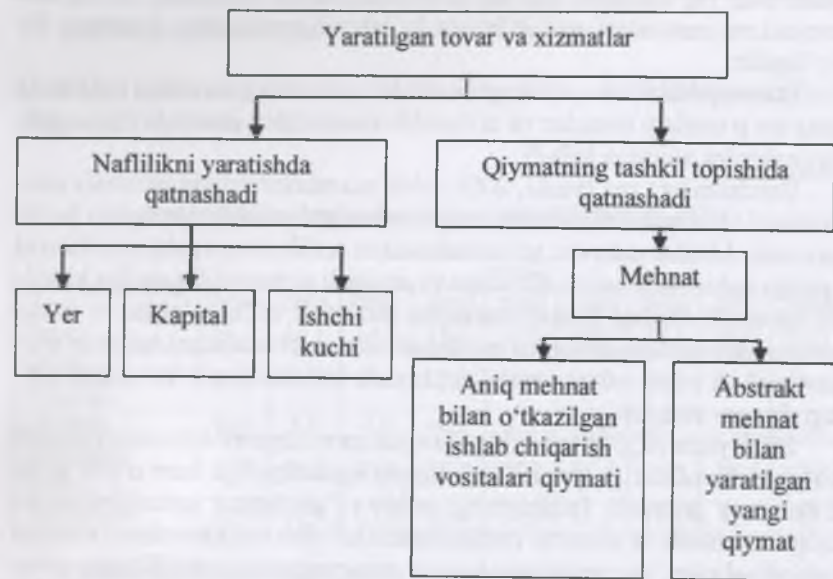 Yaratilgan tovar va xizmatlar
Naflilikni yaratishda
qatnashadi
Qiymatning tashkil topishida
qatnashadi
Yer
Kapital
Ishchi
kuchi
Mehnat
Aniq mehnat
bilan o‘tkazilgan
ishlab chiqarish
vositalari qiymati
Abstrakt
mehnat
bilan
yaratilgan
yangi
qiymat